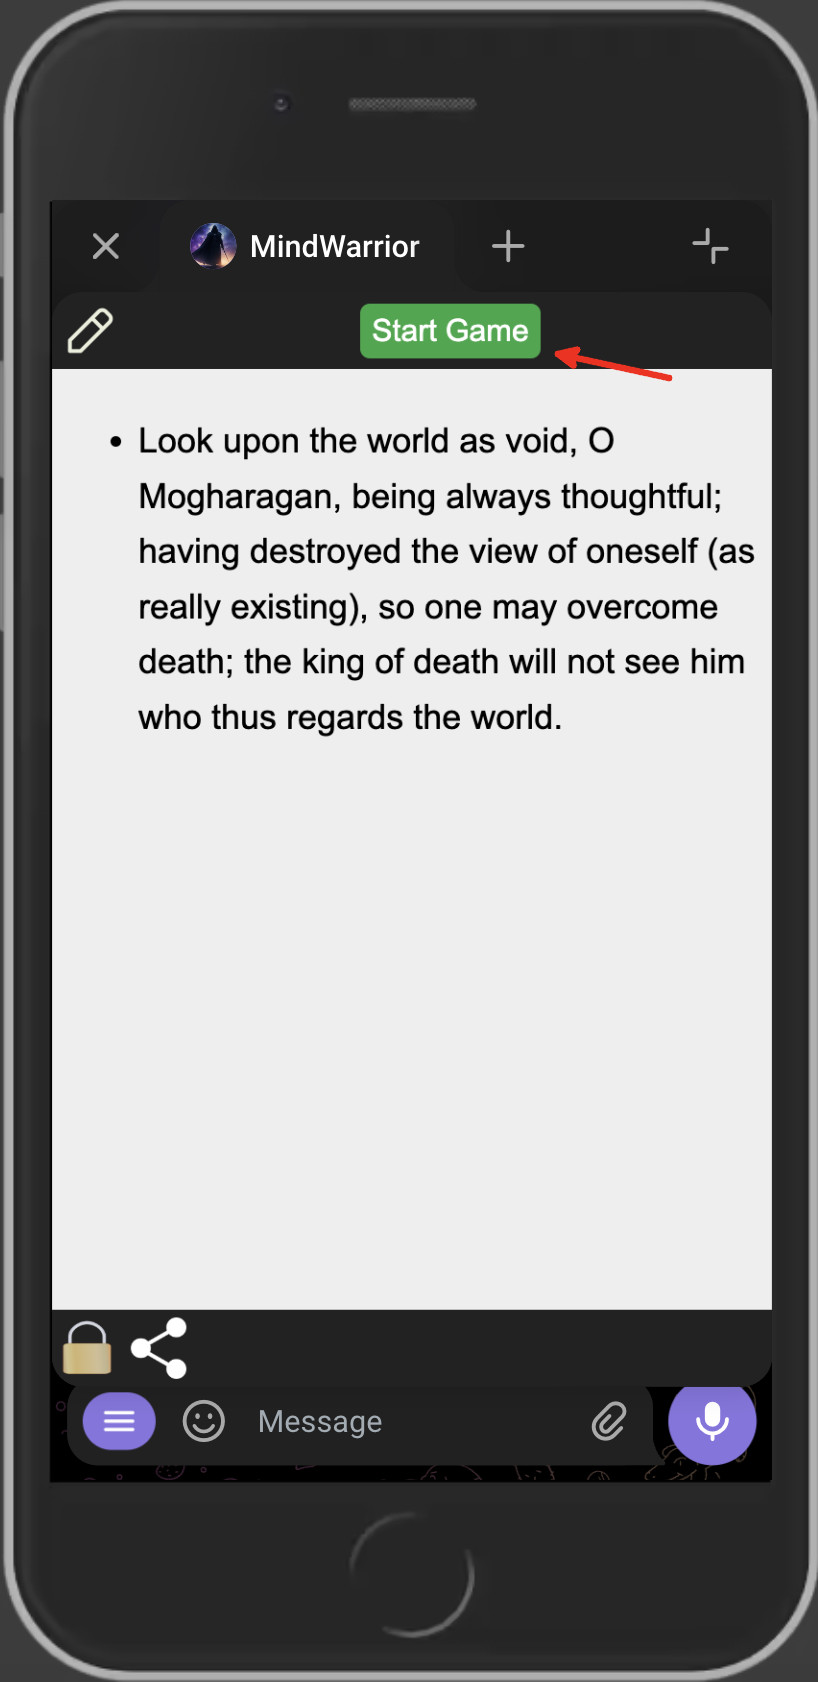 MindWarrior
Start Game
• Look upon the world as void, O
Mogharagan, being always thoughtful;
having destroyed the view of oneself (as
really existing), so one may overcome
death; the king of death will not see him
who thus regards the world.
Message